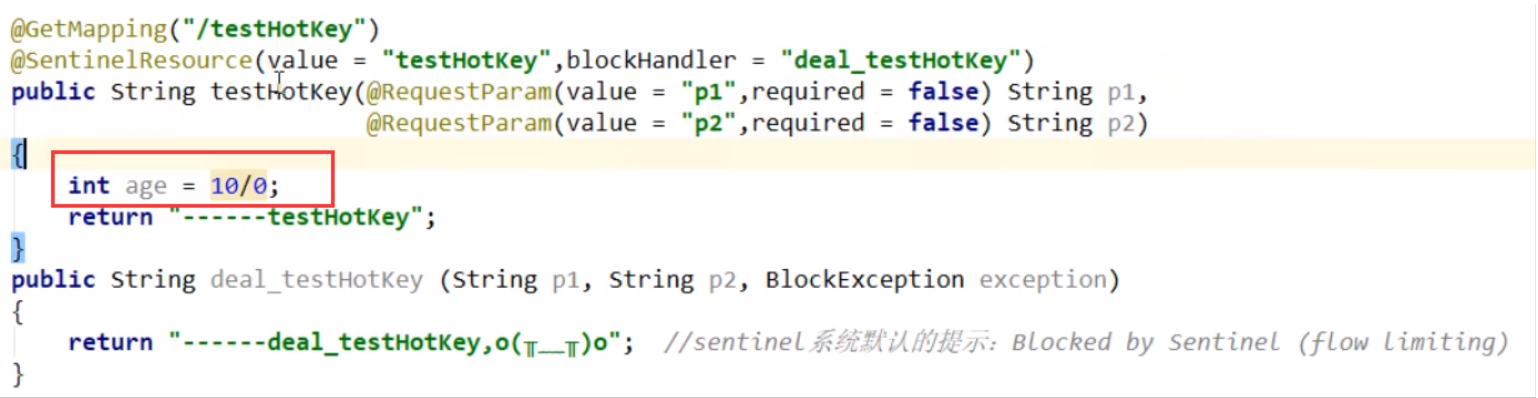 @GetMapping("/testHotKey")
@SentinelResource(value = "testHotKey",blockHandler = "deal_testHotKey")
public String testHotKey(@RequestParam(value = "p1",required = false) String p1,
                         @RequestParam(value = "p2",required = false) String p2)
{
    int age = 10/0;
    return "------testHotKey";
}
public String deal_testHotKey (String p1, String p2, BlockException exception)
{
    return "------deal_testHotKey,o(╥﹏╥)o";  //sentinel系统默认的提示：Blocked by Sentinel (flow limiting)
}